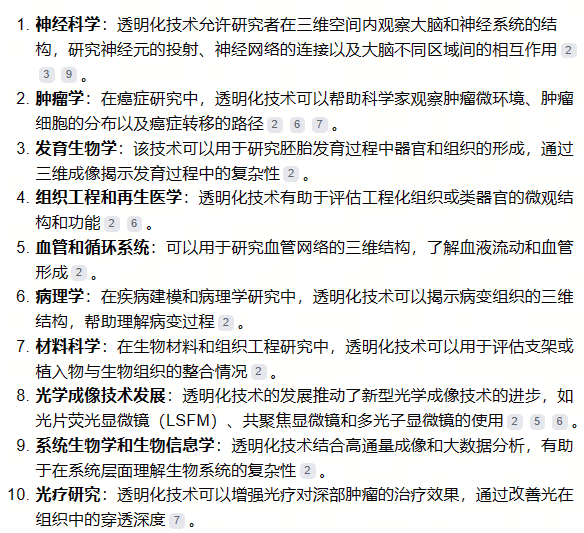 1. 神经科学：透明化技术允许研究者在三维空间内观察大脑和神经系统的结
构，研究神经元的投射、神经网络的连接以及大脑不同区域间的相互作用 2
3 9 。
2. 肿瘤学：在癌症研究中，透明化技术可以帮助科学家观察肿瘤微环境、肿瘤
细胞的分布以及癌症转移的路径 2 6 7 。
3. 发育生物学：该技术可以用于研究胚胎发育过程中器官和组织的形成，通过
三维成像揭示发育过程中的复杂性 2 。
4. 组织工程和再生医学：透明化技术有助于评估工程化组织或类器官的微观结
构和功能 2 6 。
5. 血管和循环系统：可以用于研究血管网络的三维结构，了解血液流动和血管
形成 2 。
6. 病理学：在疾病建模和病理学研究中，透明化技术可以揭示病变组织的三维
结构，帮助理解病变过程 2 。
7. 材料科学：在生物材料和组织工程研究中，透明化技术可以用于评估支架或
植入物与生物组织的整合情况 2 。
8. 光学成像技术发展：透明化技术的发展推动了新型光学成像技术的进步，如
光片荧光显微镜（LSFM）、共聚焦显微镜和多光子显微镜的使用 2 5 6 。
9. 系统生物学和生物信息学：透明化技术结合高通量成像和大数据分析，有助
于在系统层面理解生物系统的复杂性 2 。
10. 光疗研究：透明化技术可以增强光疗对深部肿瘤的治疗效果，通过改善光在
组织中的穿透深度 7 。